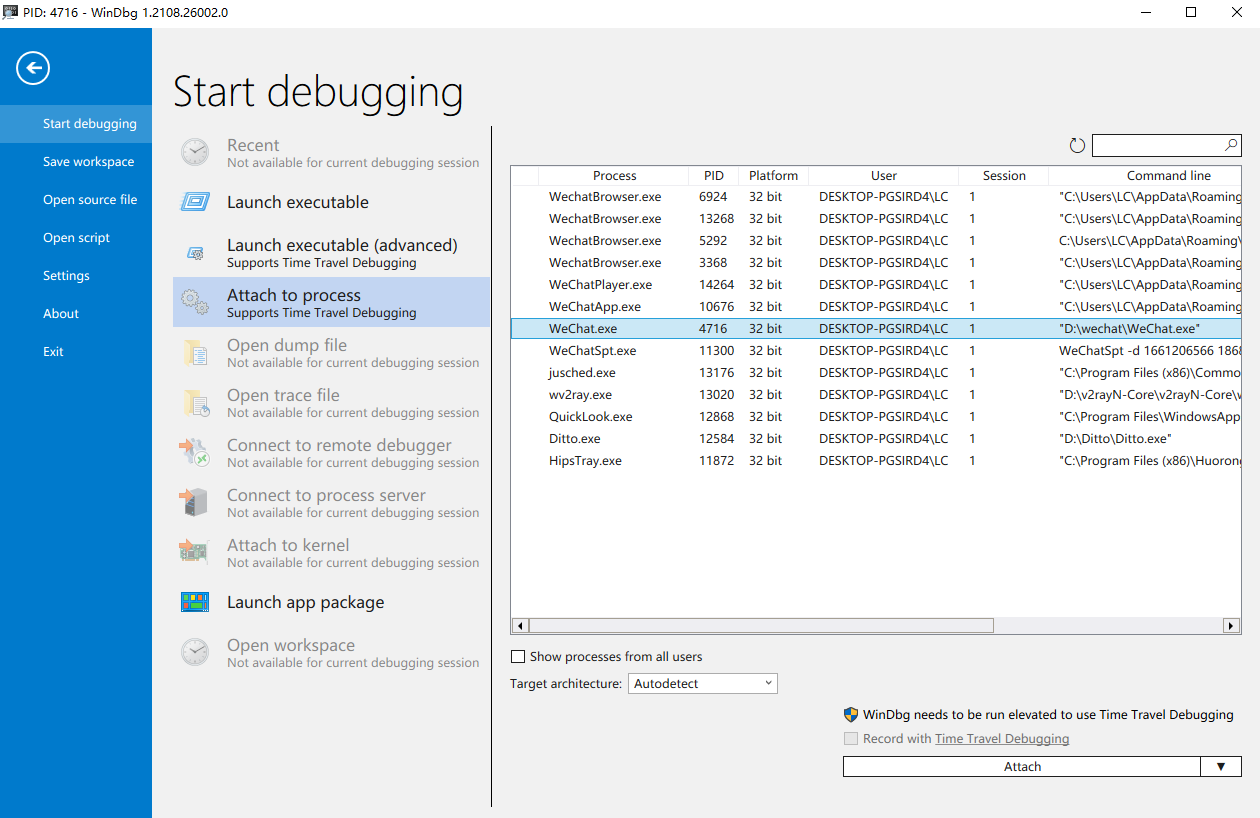 PID: 4716 - WinDbg 1.2108.26002.0
Start debugging
Save workspace
Open source file
Open script
Settings
About
Exit
Start debugging
Recent
Not available for current debugging session
Launch executable
Launch executable (advanced)
Supports Time Travel Debugging
Attach to process
Supports Time Travel Debugging
Open dump file
Not available for current debugging session
Open trace file
Not available for current debugging session
Connect to remote debugger
Not available for current debugging session
Connect to process server
Not available for current debugging session
Attach to kernel
Not available for current debugging session
Launch app package
Open workspace
Not available for current debugging session
Process PID Platform User Session Command line
WechatBrowser.exe 6924 32 bit DESKTOP-PGSIRD4\LC 1 "C:\Users\LC\AppData\Roaming
WechatBrowser.exe 13268 32 bit DESKTOP-PGSIRD4\LC 1 "C:\Users\LC\AppData\Roaming
WechatBrowser.exe 5292 32 bit DESKTOP-PGSIRD4\LC 1 C:\Users\LC\AppData\Roaming\
WechatBrowser.exe 3368 32 bit DESKTOP-PGSIRD4\LC 1 "C:\Users\LC\AppData\Roaming
WeChatPlayer.exe 14264 32 bit DESKTOP-PGSIRD4\LC 1 "C:\Users\LC\AppData\Roaming
WeChatApp.exe 10676 32 bit DESKTOP-PGSIRD4\LC 1 "C:\Users\LC\AppData\Roaming
WeChat.exe 4716 32 bit DESKTOP-PGSIRD4\LC 1 "D:\wechat\WeChat.exe"
WeChatSpt.exe 11300 32 bit DESKTOP-PGSIRD4\LC 1 WeChatSpt -d 1661206566 1868
jusched.exe 13176 32 bit DESKTOP-PGSIRD4\LC 1 "C:\Program Files (x86)\Commo
wv2ray.exe 13020 32 bit DESKTOP-PGSIRD4\LC 1 "D:\v2rayN-Core\v2rayN-Core\w
QuickLook.exe 12868 32 bit DESKTOP-PGSIRD4\LC 1 "C:\Program Files\WindowsApp
Ditto.exe 12584 32 bit DESKTOP-PGSIRD4\LC 1 "D:\Ditto\Ditto.exe"
HipsTray.exe 11872 32 bit DESKTOP-PGSIRD4\LC 1 "C:\Program Files (x86)\Huorong
Show processes from all users
Target architecture: Autodetect
WinDbg needs to be run elevated to use Time Travel Debugging
Record with Time Travel Debugging
Attach